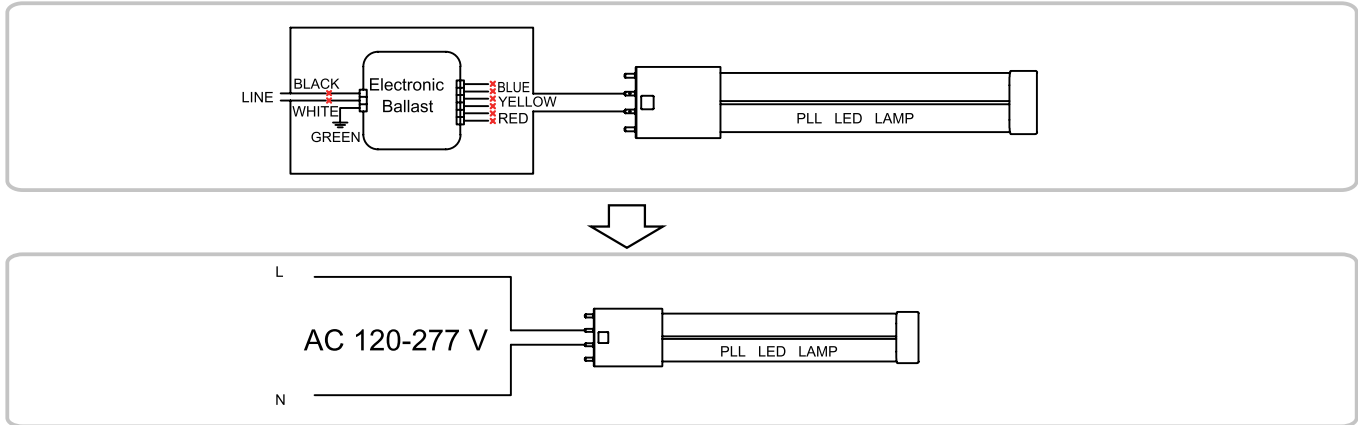 BLACK
LINE
WHITE
GREEN
Electronic
Ballast
BLUE
YELLOW
RED
PLL LED LAMP
L
AC 120-277 V
N
PLL LED LAMP